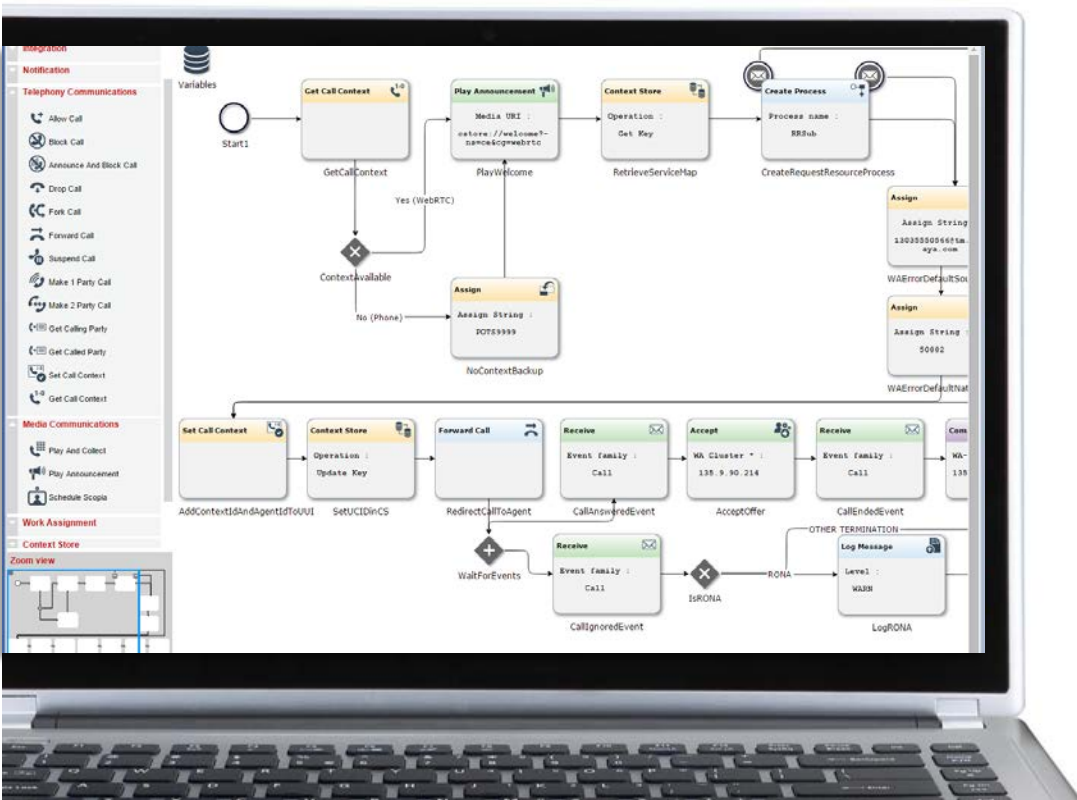 Integration
Notification
Telephony Communications
Allow Call
Block Call
Announce And Block Call
Drop Call
Fork Call
Forward Call
Suspend Call
Make 1 Party Call
Make 2 Party Call
Get Calling Party
Get Called Party
Set Call Context
Get Call Context
Media Communications
Play And Collect
Play Announcement
Schedule Scopia
Work Assignment
Context Store
Zoom view
Variables
Start1
Get Call Context
GetCallContext
Play Announcement
Media URI :
cstore://welcome?-
ns=ce&cg=webrtc
PlayWelcome
Context Store
Operation :
Get Key
RetrieveServiceMap
Create Process
Process name :
RRSub
CreateRequestResourceProcess
Yes (WebRTC)
ContextAvailable
No (Phone)
Assign
Assign String :
POTS9999
NoContextBackup
Assign
Assign String
13035550566@tm.
aya.com
WAErrorDefaultSou
Assign
Assign String :
50002
WAErrorDefaultNat
Set Call Context
AddContextIdAndAgentIdToUUI
Context Store
Operation :
Update Key
SetUCIDinCS
Forward Call
RedirectCallToAgent
Receive
Event family :
Call
CallAnsweredEvent
Accept
WA Cluster * :
135.9.90.214
AcceptOffer
Receive
Event family :
Call
CallEndedEvent
Com
WA-
135
WaitForEvents
Receive
Event family :
Call
CallIgnoredEvent
IsRONA
OTHER TERMINATION
RONA
Log Message
Level :
WARN
LogRONA